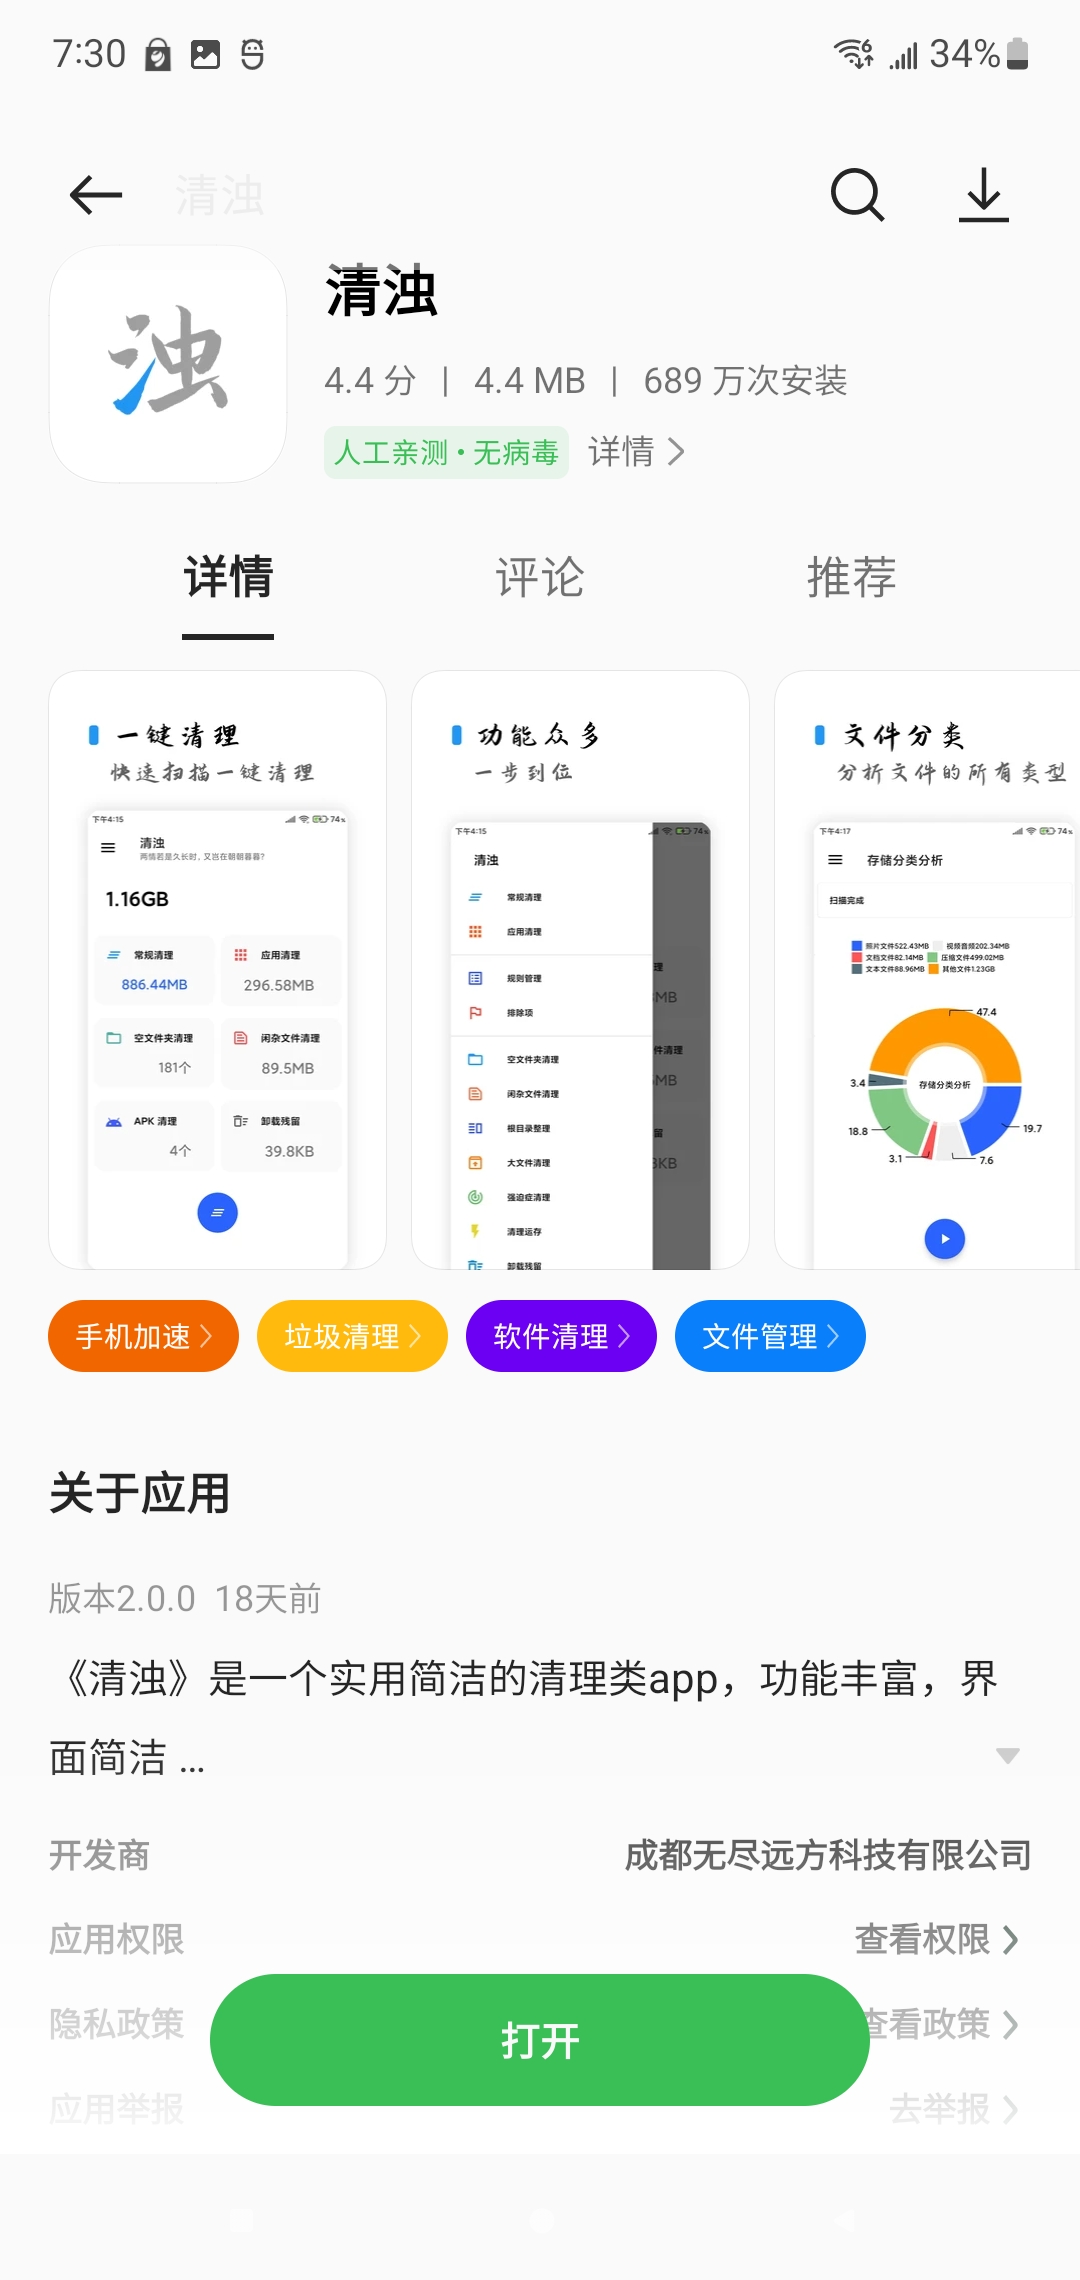 7:30
34%
清浊
浊
清浊
4.4 分 | 4.4 MB | 689 万次安装
人工亲测·无病毒 详情
详情 评论 推荐
一键清理
快速扫描一键清理
下午4:15 74%
清浊
两情若是久长时，又岂在朝朝暮暮?
1.16GB
常规清理 应用清理
886.44MB 296.58MB
空文件夹清理 闲杂文件清理
181个 89.5MB
APK 清理 卸载残留
4个 39.8KB
功能众多
一步到位
下午4:15 74%
清浊
常规清理
应用清理
规则管理
排除项
空文件夹清理
闲杂文件清理
根目录整理
大文件清理
强迫症清理
清理运存
卸载残留
理
MB
件清理
MB
留
KB
文件分类
分析文件的所有类型
下午4:17 74%
存储分类分析
扫描完成
照片文件522.43MB 视频音频202.34MB
文档文件82.14MB 压缩文件499.02MB
文本文件88.96MB 其他文件1.23GB
47.4
3.4
存储分类分析
18.8
19.7
3.1
7.6
手机加速 垃圾清理 软件清理 文件管理
关于应用
版本2.0.0 18天前
《清浊》是一个实用简洁的清理类app，功能丰富，界
面简洁 ...
开发商 成都无尽远方科技有限公司
应用权限 查看权限
隐私政策 查看政策
打开
应用举报 去举报